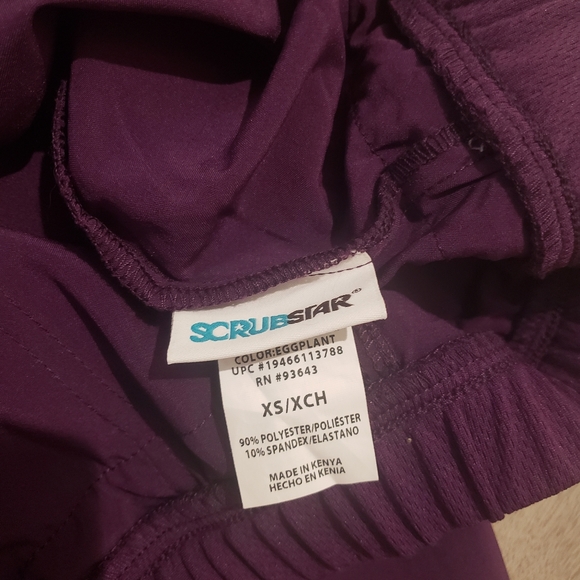 SCRUBSTAR®
COLOR:EGGPLANT
UPC #19466113788
RN #93643
XS/XCH
90% POLYESTER/POLIÉSTER
10% SPANDEX/ELASTANO
MADE IN KENYA
HECHO EN KENIA